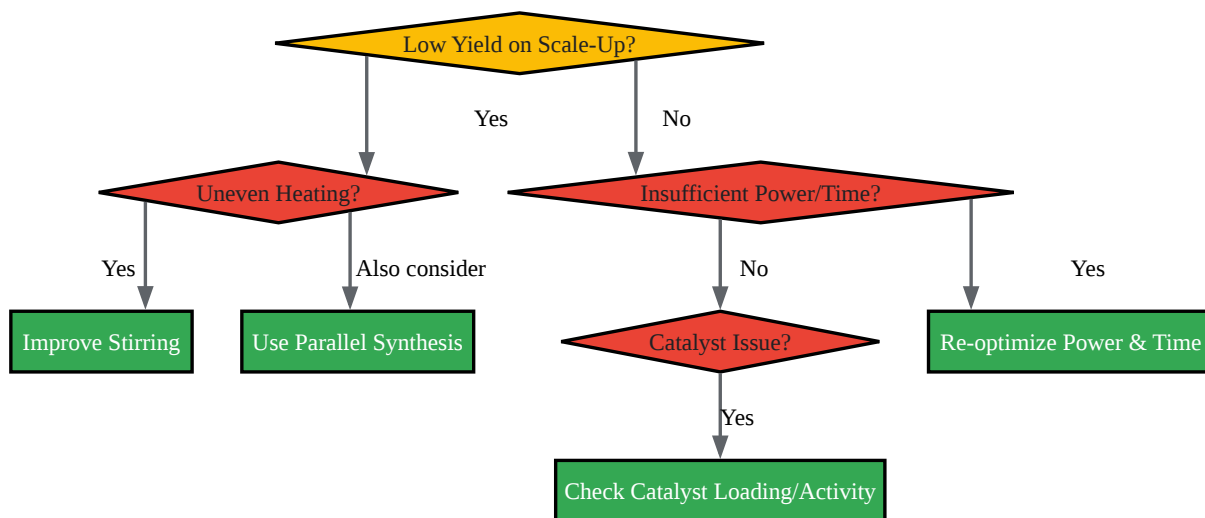 Low Yield on Scale-Up?
Yes
No
Uneven Heating?
Insufficient Power/Time?
Yes
Also consider
No
Yes
Improve Stirring
Use Parallel Synthesis
Catalyst Issue?
Re-optimize Power & Time
Yes
Check Catalyst Loading/Activity